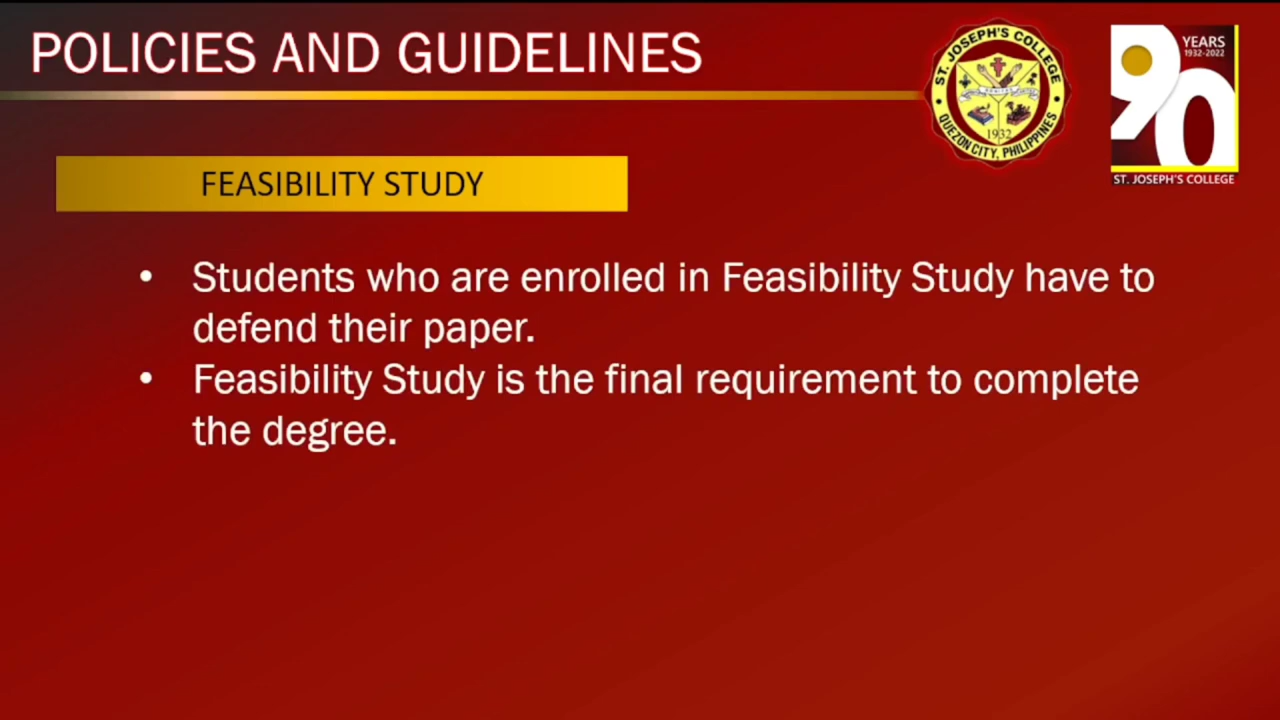 POLICIES AND GUIDELINES
ST. JOSEPH'S COLLEGE
QUEZON CITY, PHILIPPINES
1932
90
YEARS
1932-2022
ST. JOSEPH'S COLLEGE
FEASIBILITY STUDY
• Students who are enrolled in Feasibility Study have to
defend their paper.
• Feasibility Study is the final requirement to complete
the degree.